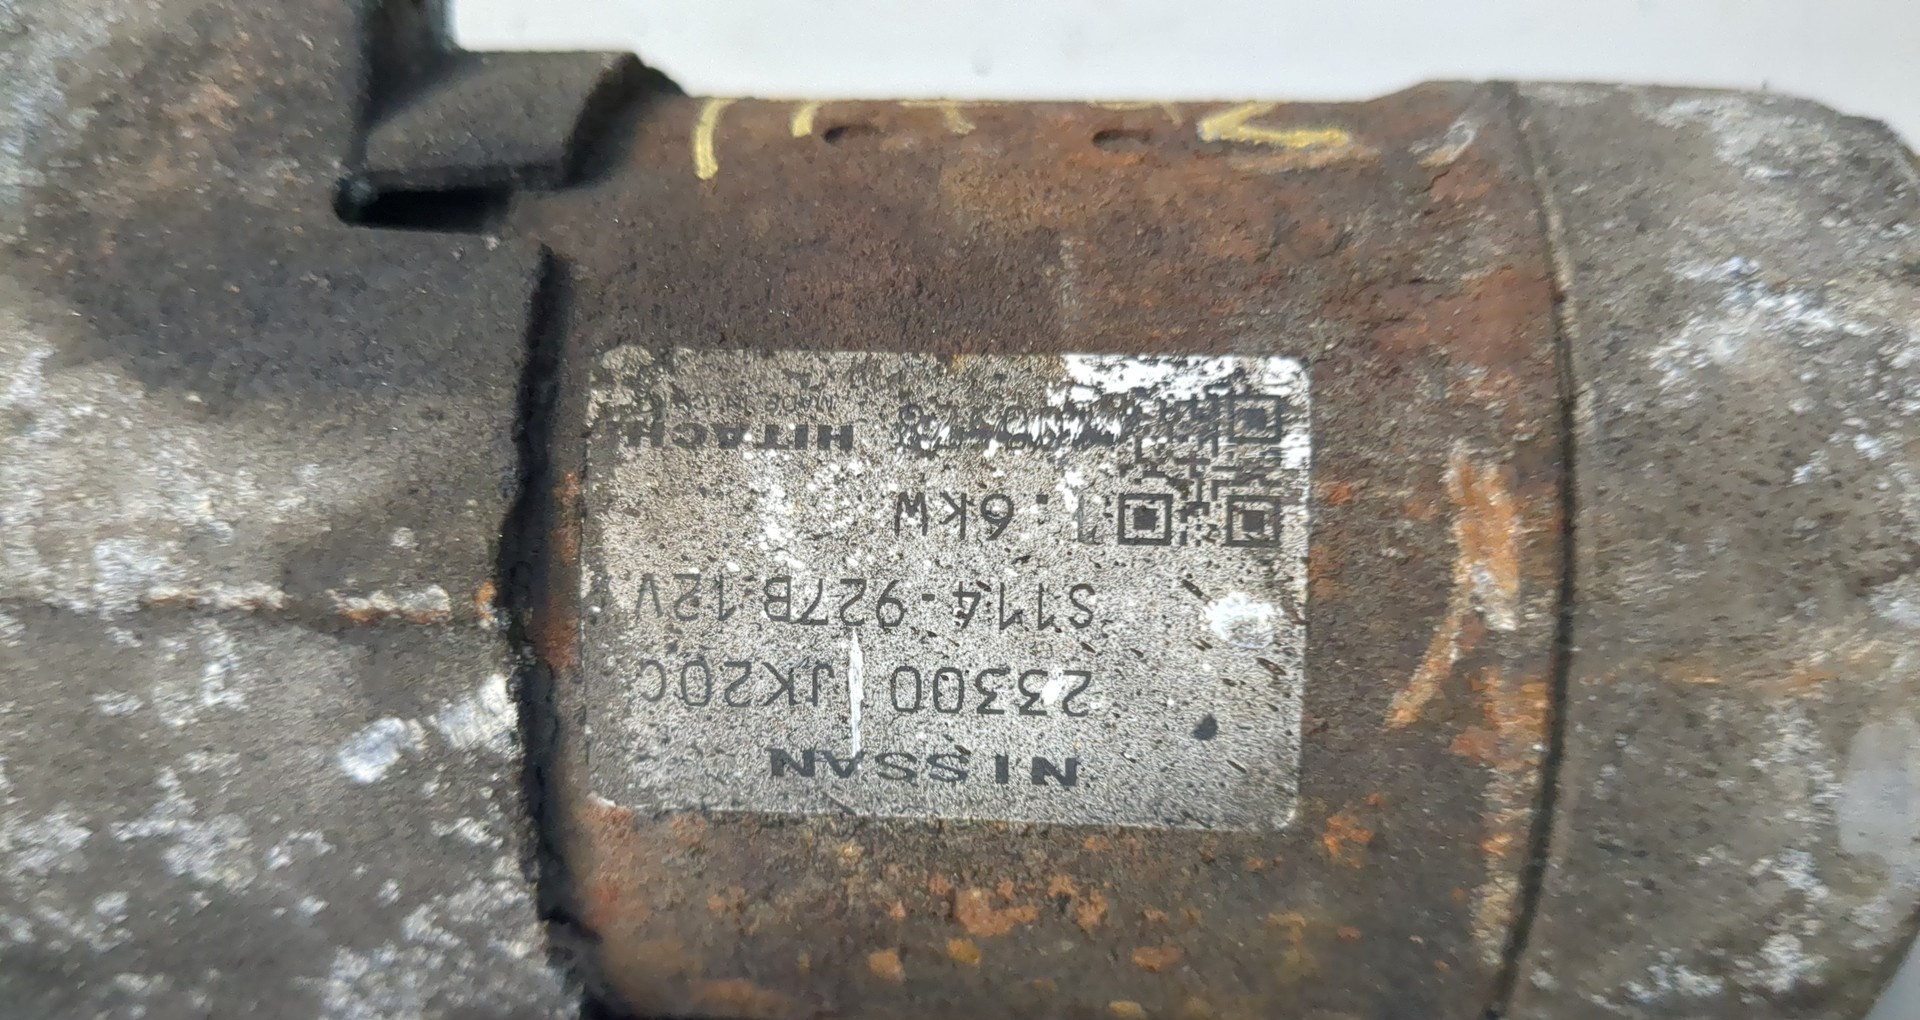 NISSAN
23300 JK20C
S114-927B 12V
1.6kW
HITACHI